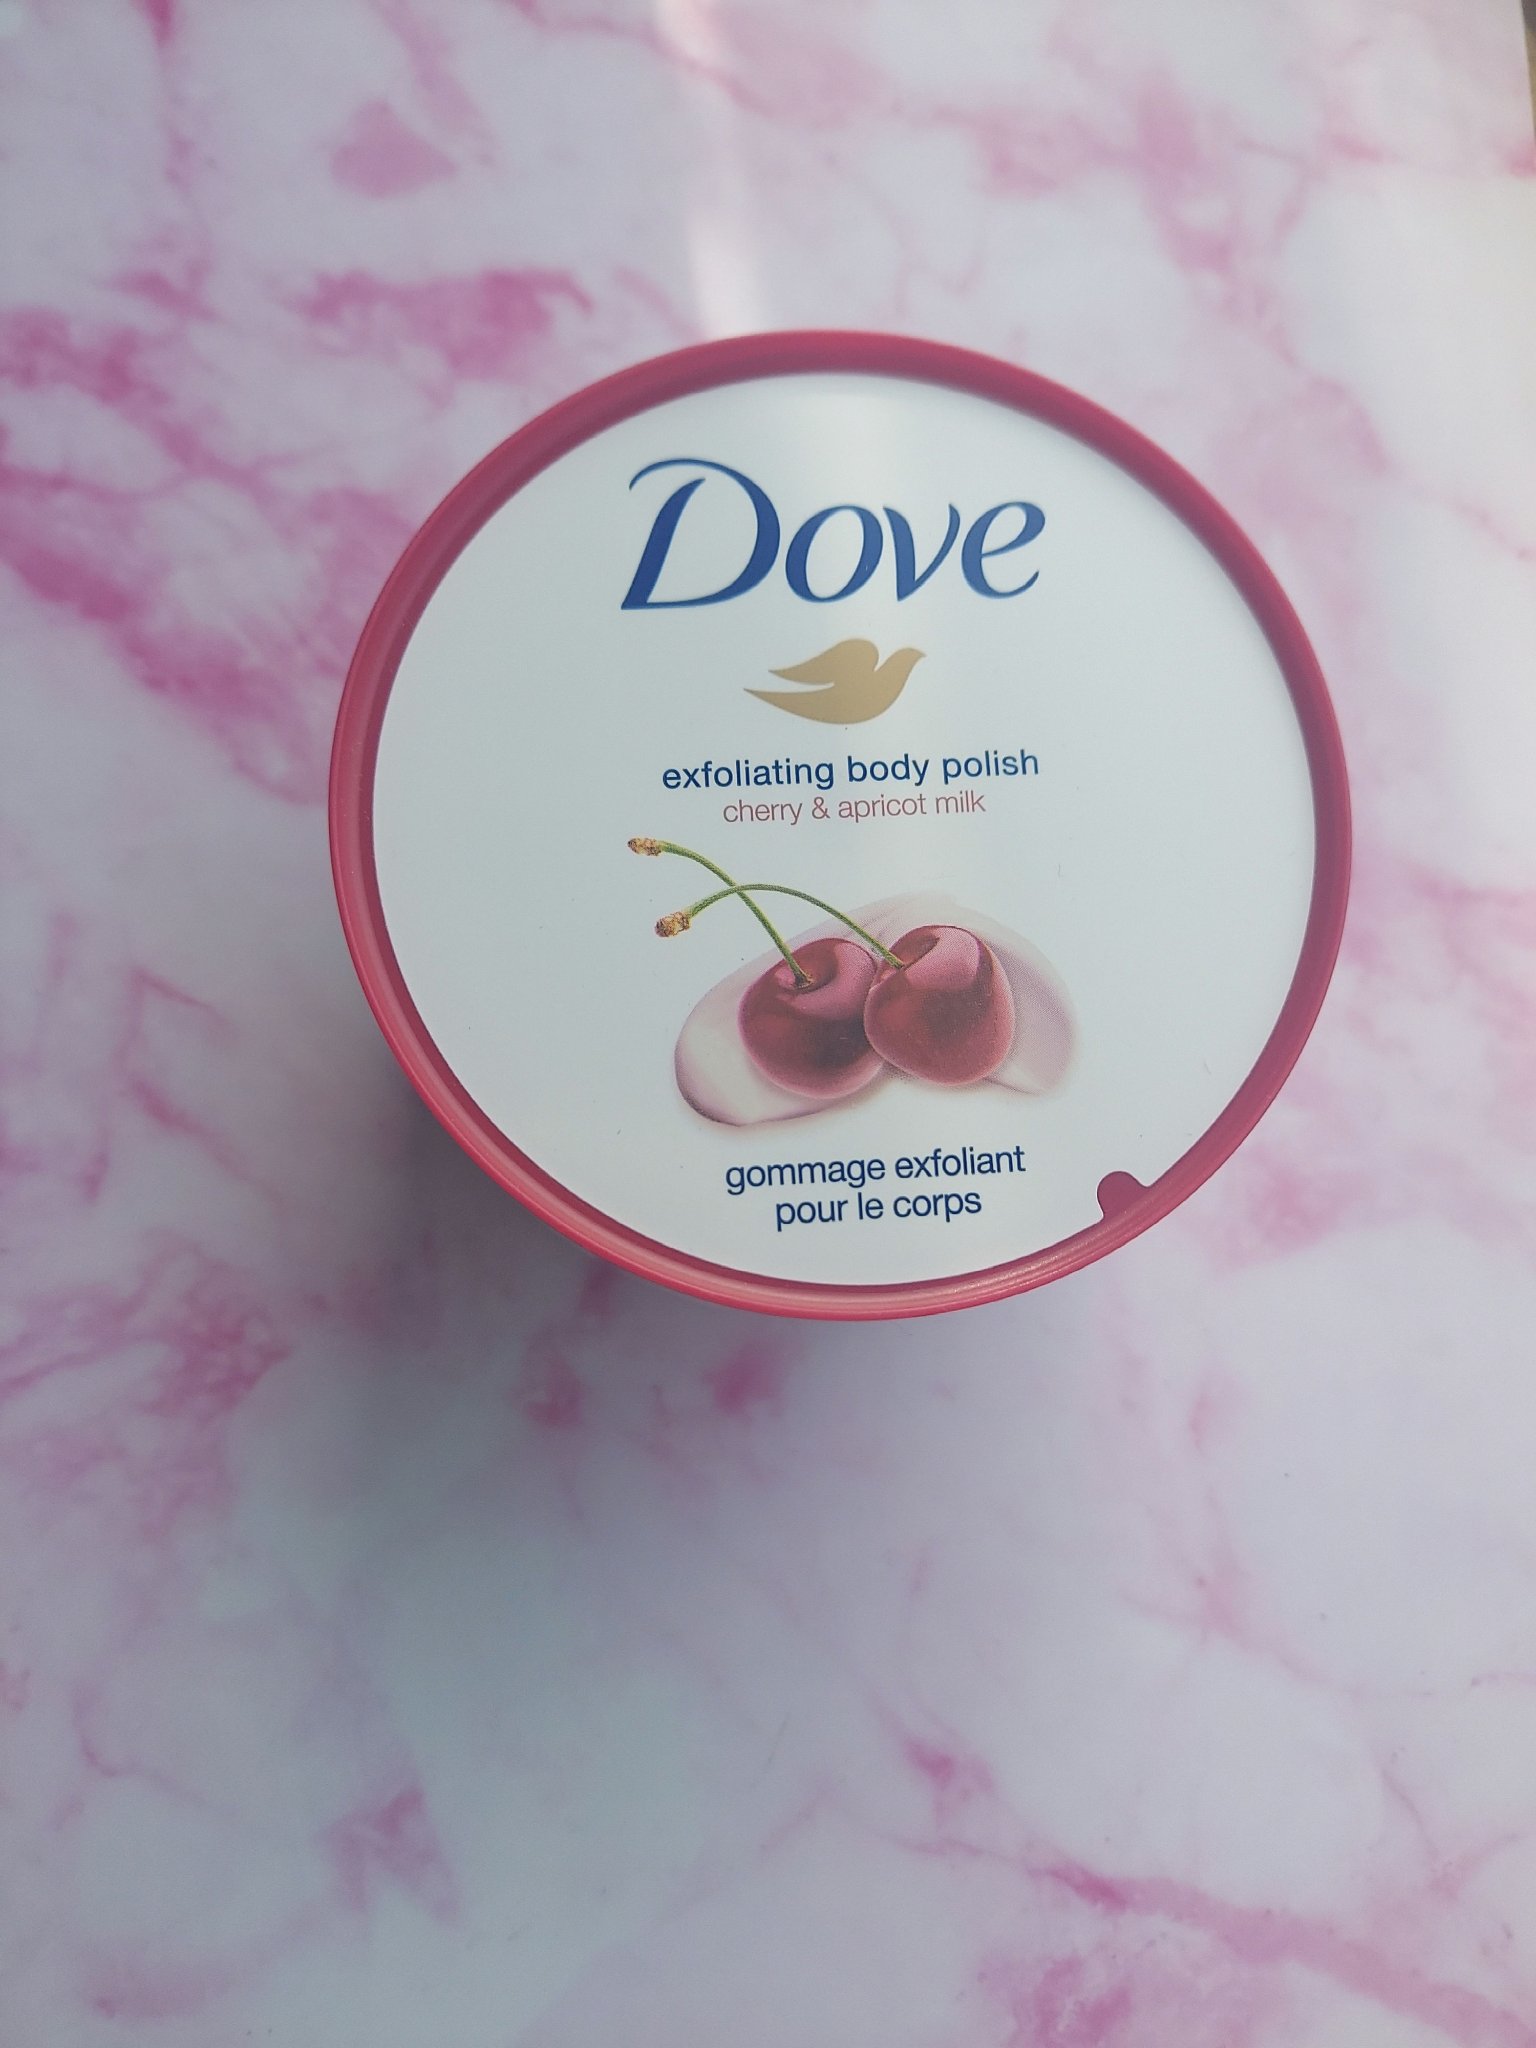 Dove
exfoliating body polish
cherry & apricot milk
gommage exfoliant
pour le corps